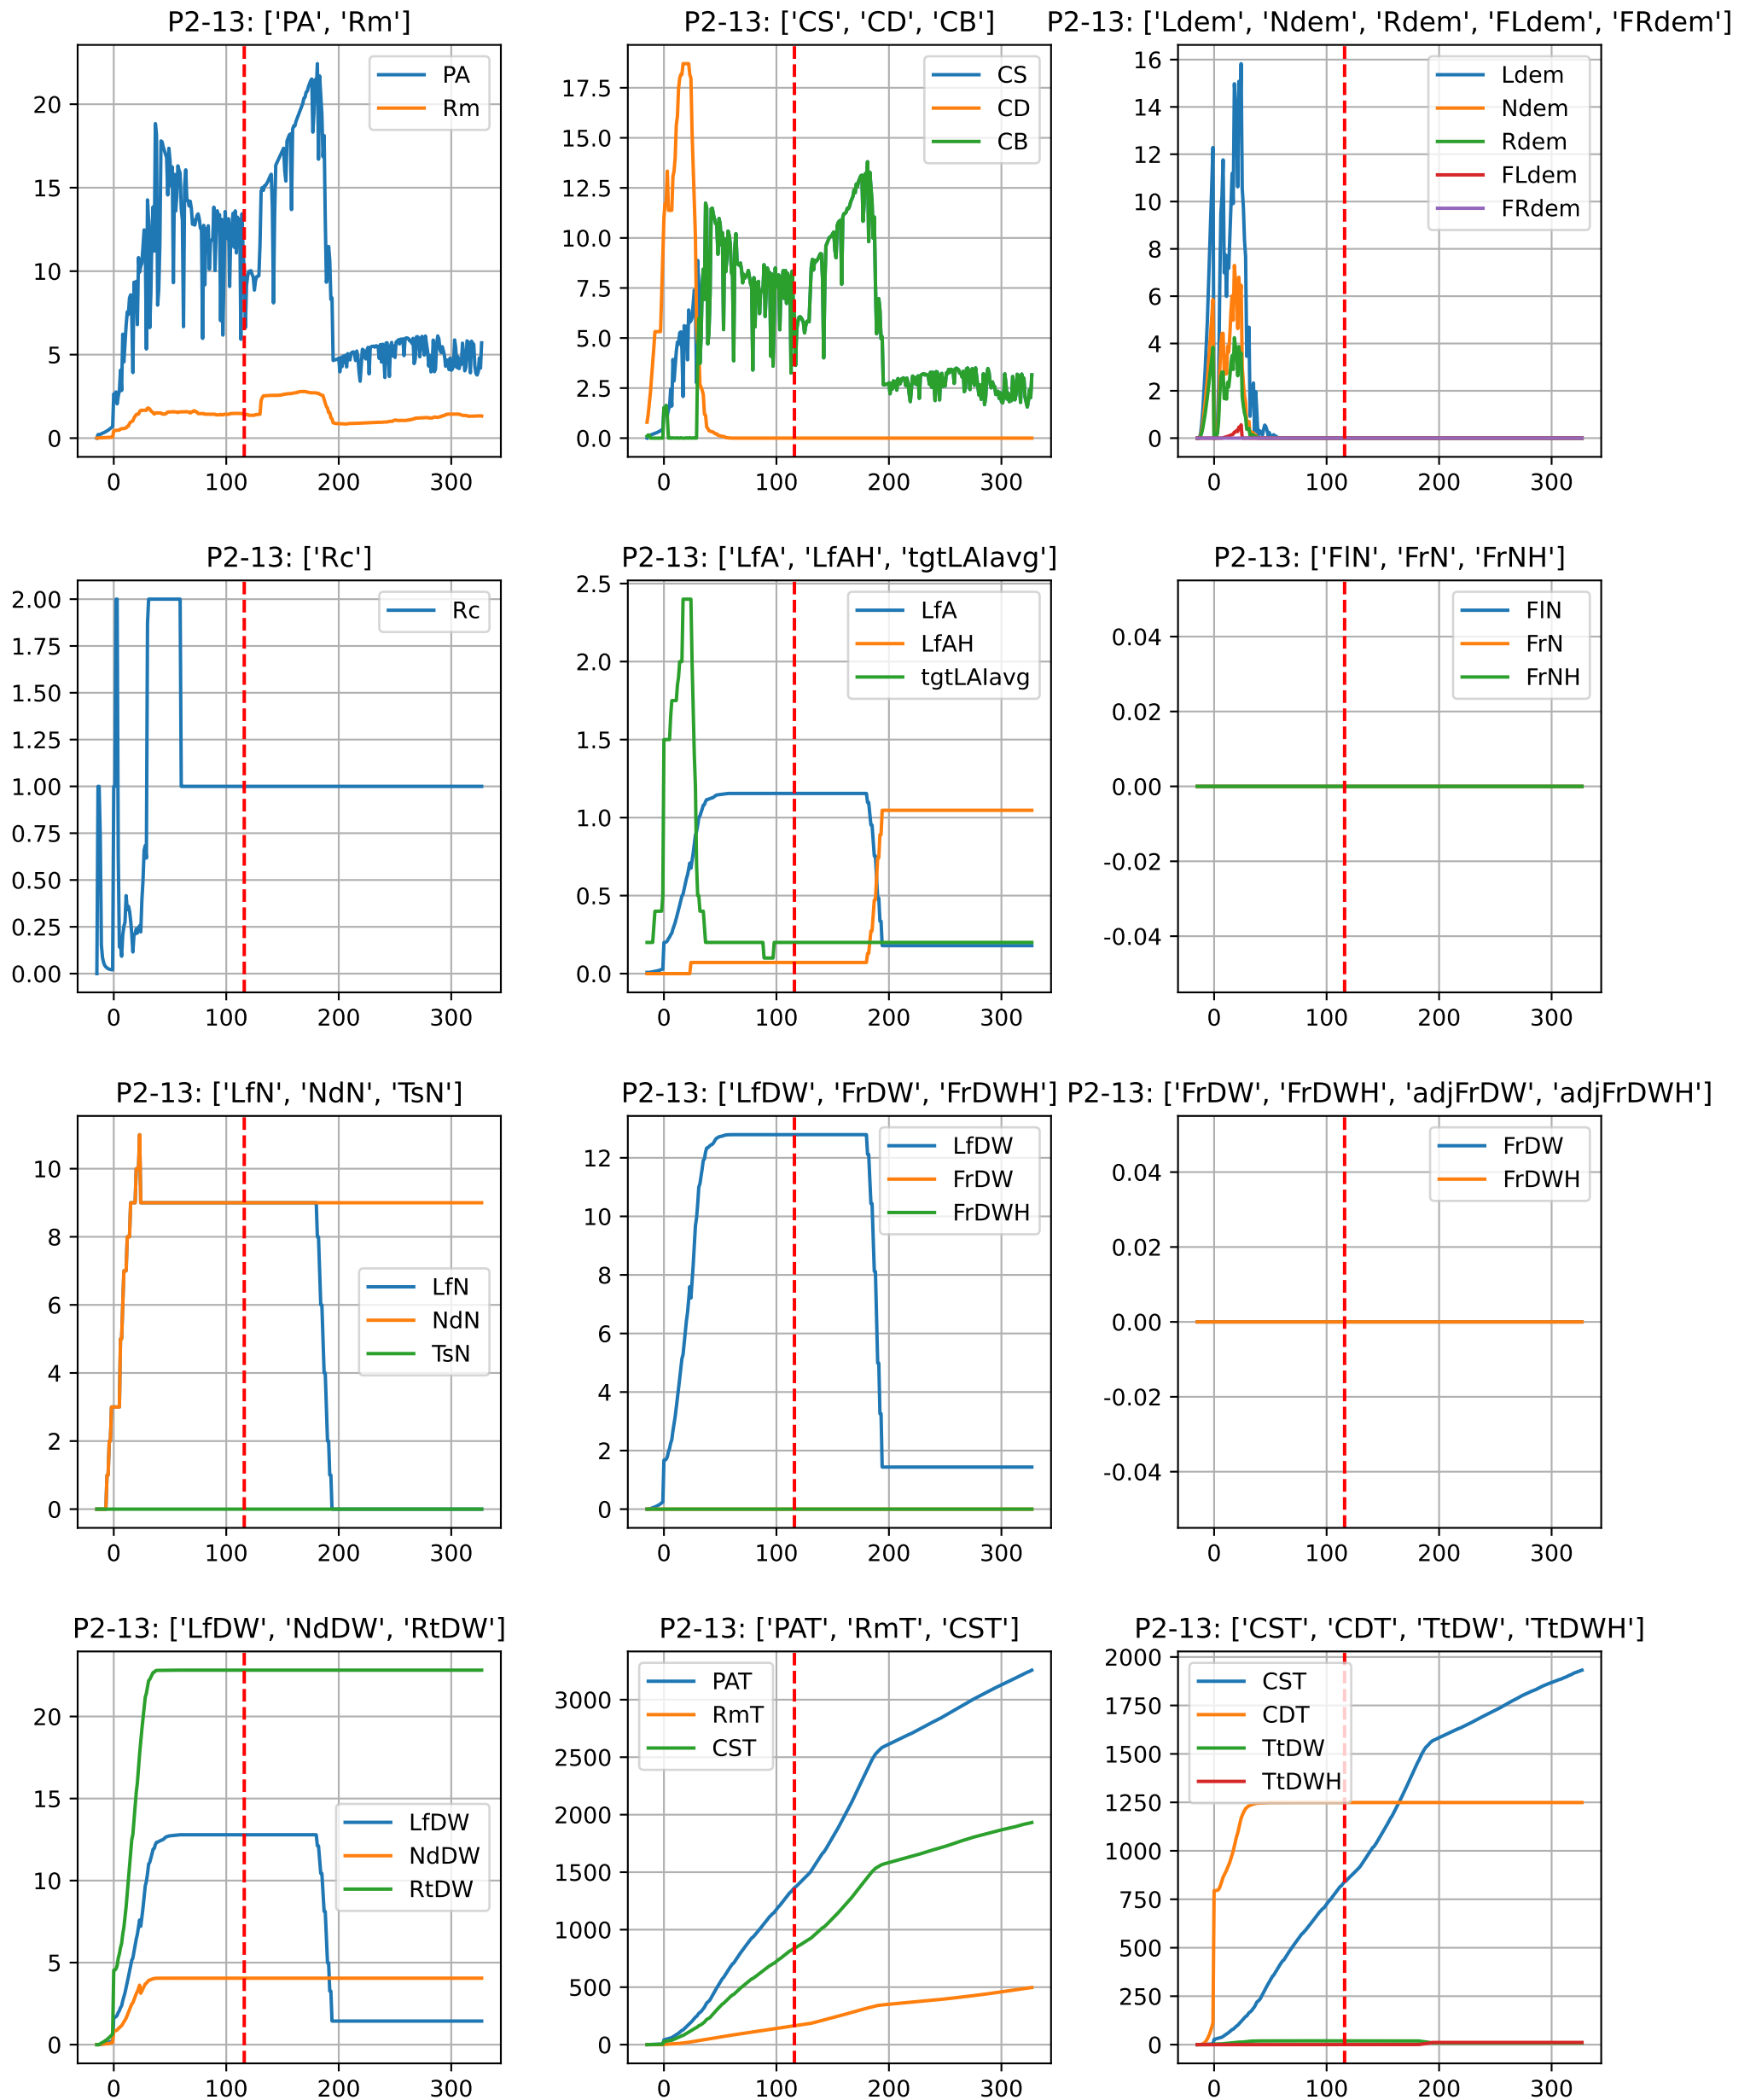 P2-13: ['PA', 'Rm']
PA
Rm
20
15
10
5
0
0 100 200 300
P2-13: ['CS', 'CD', 'CB']
CS
CD
CB
17.5
15.0
12.5
10.0
7.5
5.0
2.5
0.0
0 100 200 300
P2-13: ['Ldem', 'Ndem', 'Rdem', 'FLdem', 'FRdem']
Ldem
Ndem
Rdem
FLdem
FRdem
16
14
12
10
8
6
4
2
0
0 100 200 300
P2-13: ['Rc']
Rc
2.00
1.75
1.50
1.25
1.00
0.75
0.50
0.25
0.00
0 100 200 300
P2-13: ['LfA', 'LfAH', 'tgtLAIavg']
LfA
LfAH
tgtLAIavg
2.5
2.0
1.5
1.0
0.5
0.0
0 100 200 300
P2-13: ['FlN', 'FrN', 'FrNH']
FlN
FrN
FrNH
0.04
0.02
0.00
-0.02
-0.04
0 100 200 300
P2-13: ['LfN', 'NdN', 'TsN']
LfN
NdN
TsN
10
8
6
4
2
0
0 100 200 300
P2-13: ['LfDW', 'FrDW', 'FrDWH']
LfDW
FrDW
FrDWH
12
10
8
6
4
2
0
0 100 200 300
P2-13: ['FrDW', 'FrDWH', 'adjFrDW', 'adjFrDWH']
FrDW
FrDWH
0.04
0.02
0.00
-0.02
-0.04
0 100 200 300
P2-13: ['LfDW', 'NdDW', 'RtDW']
LfDW
NdDW
RtDW
20
15
10
5
0
0 100 200 300
P2-13: ['PAT', 'RmT', 'CST']
PAT
RmT
CST
3000
2500
2000
1500
1000
500
0
0 100 200 300
P2-13: ['CST', 'CDT', 'TtDW', 'TtDWH']
CST
CDT
TtDW
TtDWH
2000
1750
1500
1250
1000
750
500
250
0
0 100 200 300